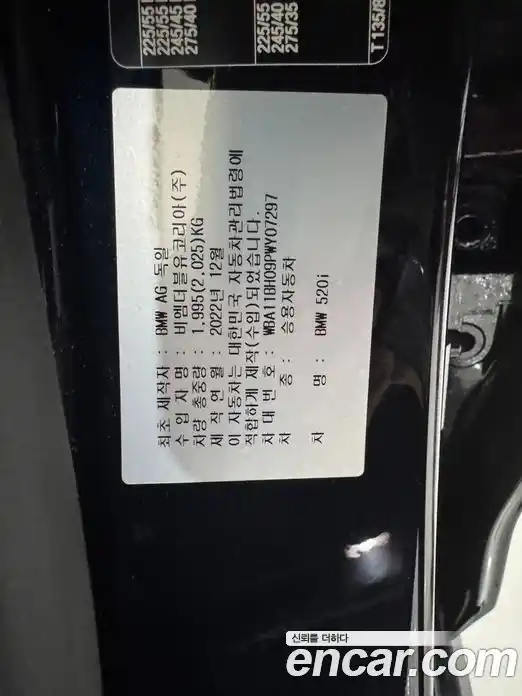 225/55
225/55
245/45
275/40
225/55
245/40
275/35
T135/8
최초 제작자 : BMW AG 독일
수 입 자 명 : 비엠더블유코리아(주)
차량 총중량 : 1,995(2,025)KG
제 작 연 월 : 2022년 12월
이 자동차는 대한민국 자동차관리법령에
적합하게 제작(수입)되었습니다.
차 대 번 호 : WBA11BH09PWY07297
차 종 : 승용자동차
차 명 : BMW 520i
신뢰를 더하다
encar.com